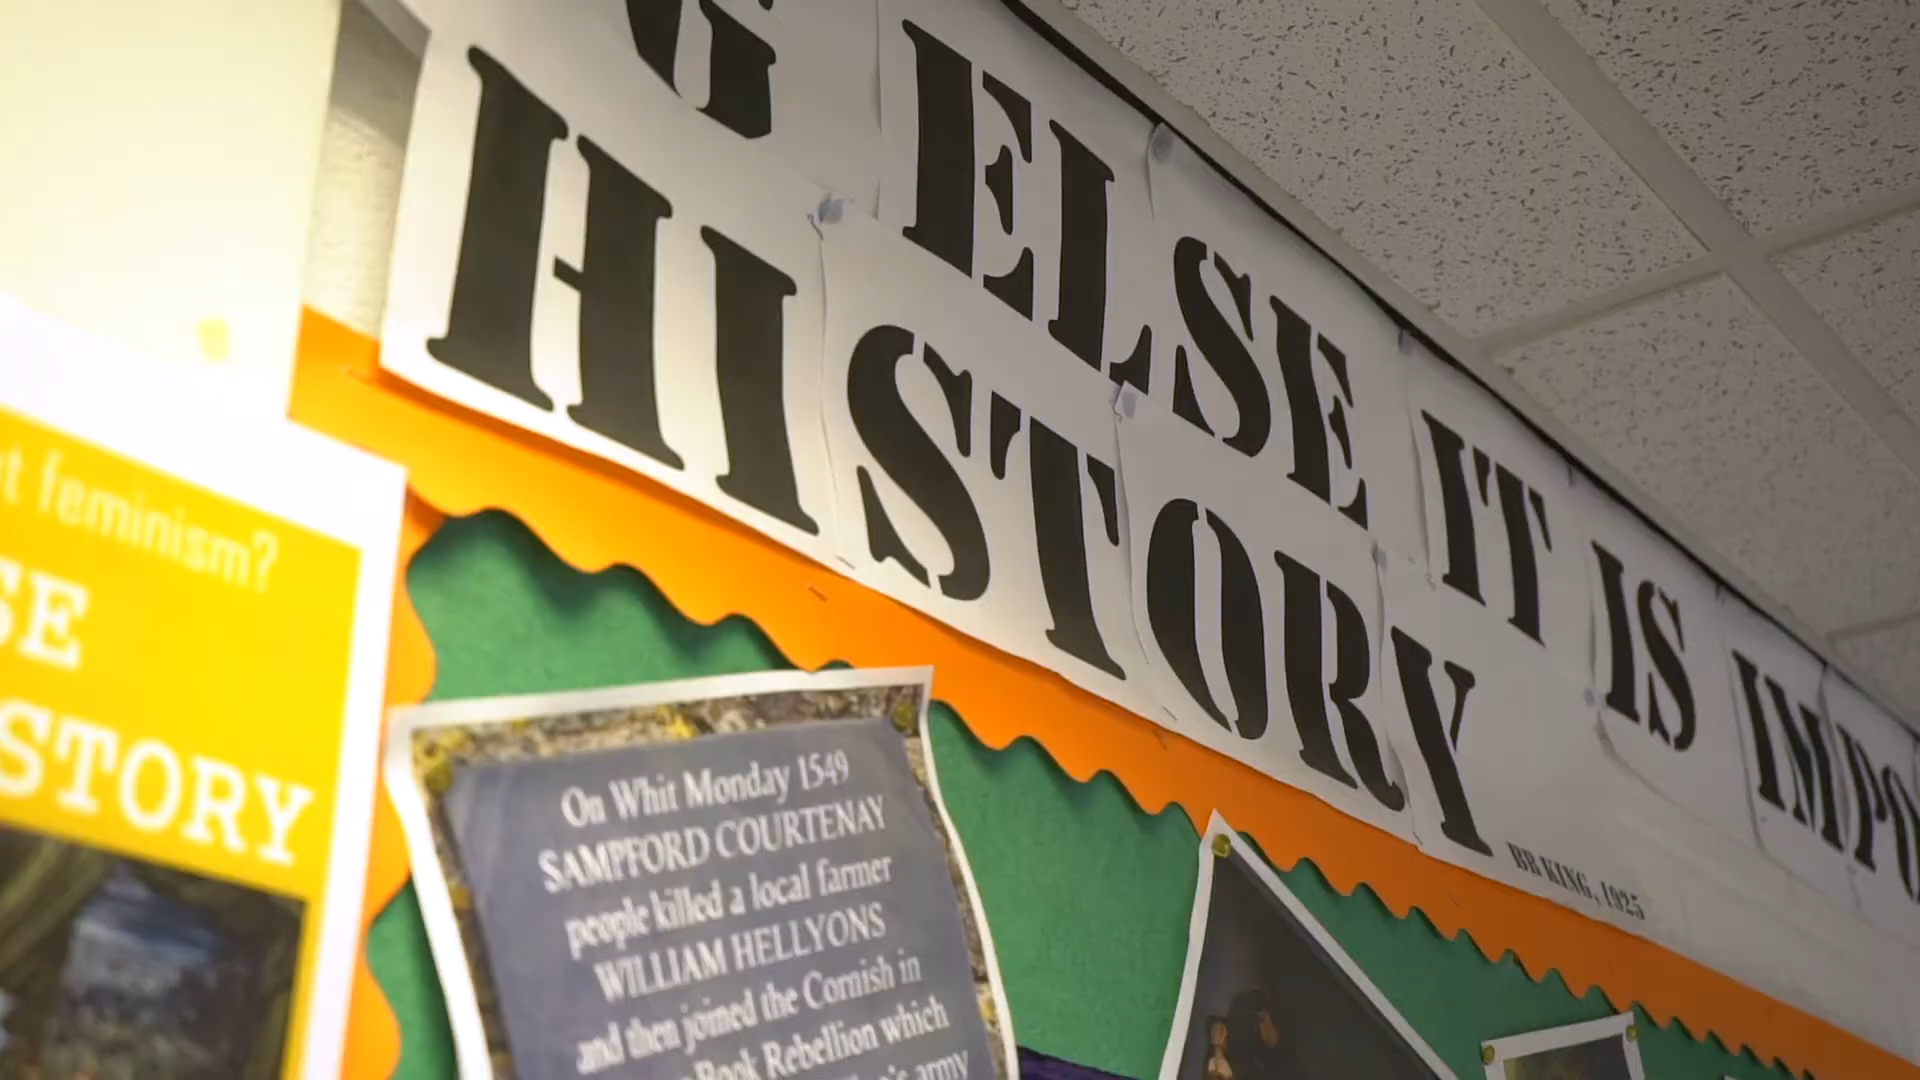 G ELSE IT IS IMPO
HISTORY
BR KING, 1925
t feminism?
SE
STORY
On Whit Monday 1549
SAMPFORD COURTENAY
people killed a local farmer
WILLIAM HELLYONS
and then joined the Cornish in
Book Rebellion which
army